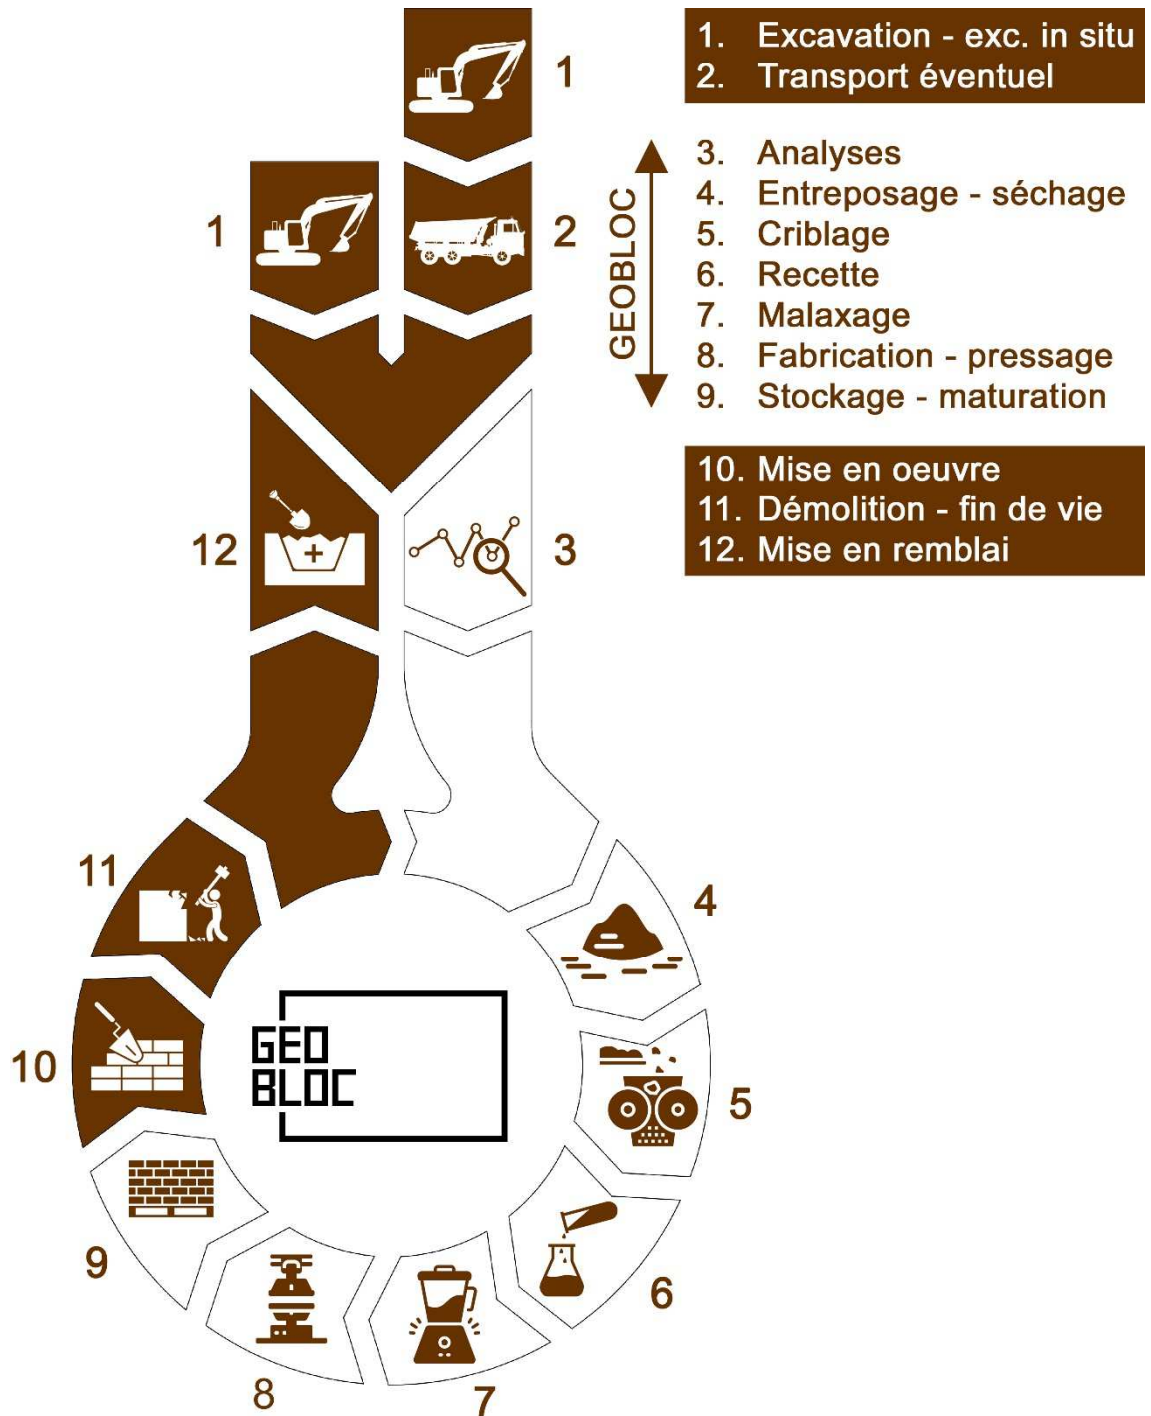 1. Excavation - exc. in situ
2. Transport éventuel
GEOBLOC
3. Analyses
4. Entreposage - séchage
5. Criblage
6. Recette
7. Malaxage
8. Fabrication - pressage
9. Stockage - maturation
10. Mise en oeuvre
11. Démolition - fin de vie
12. Mise en remblai
1
1
2
12
3
11
4
10
5
9
6
8
7
GEO
BLOC